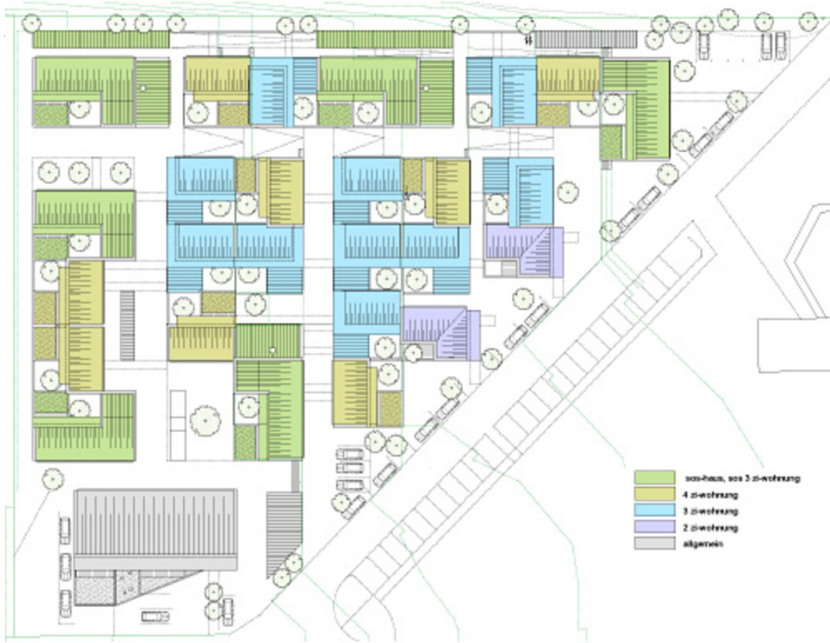 sos-haus, sos 3 zi-wohnung
4 zi-wohnung
3 zi-wohnung
2 zi-wohnung
allgemein